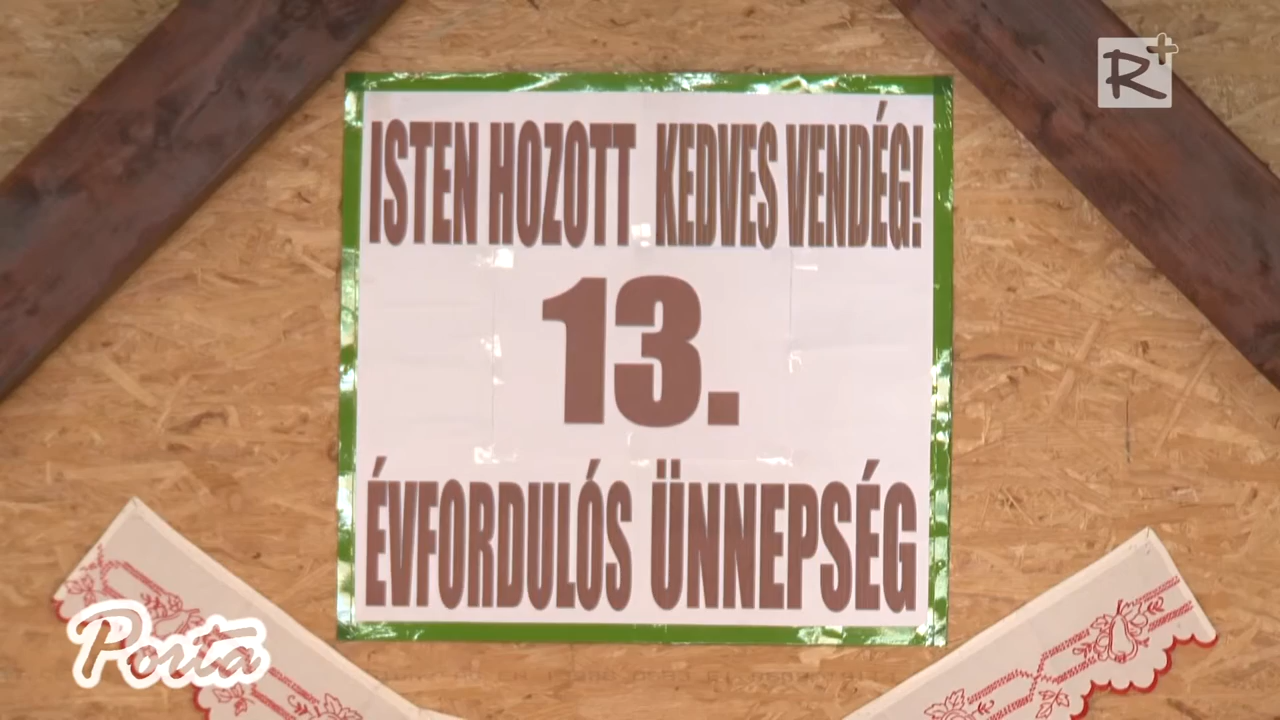 R+
ISTEN HOZOTT KEDVES VENDÉG!
13.
ÉVFORDULÓS ÜNNEPSÉG
Porta